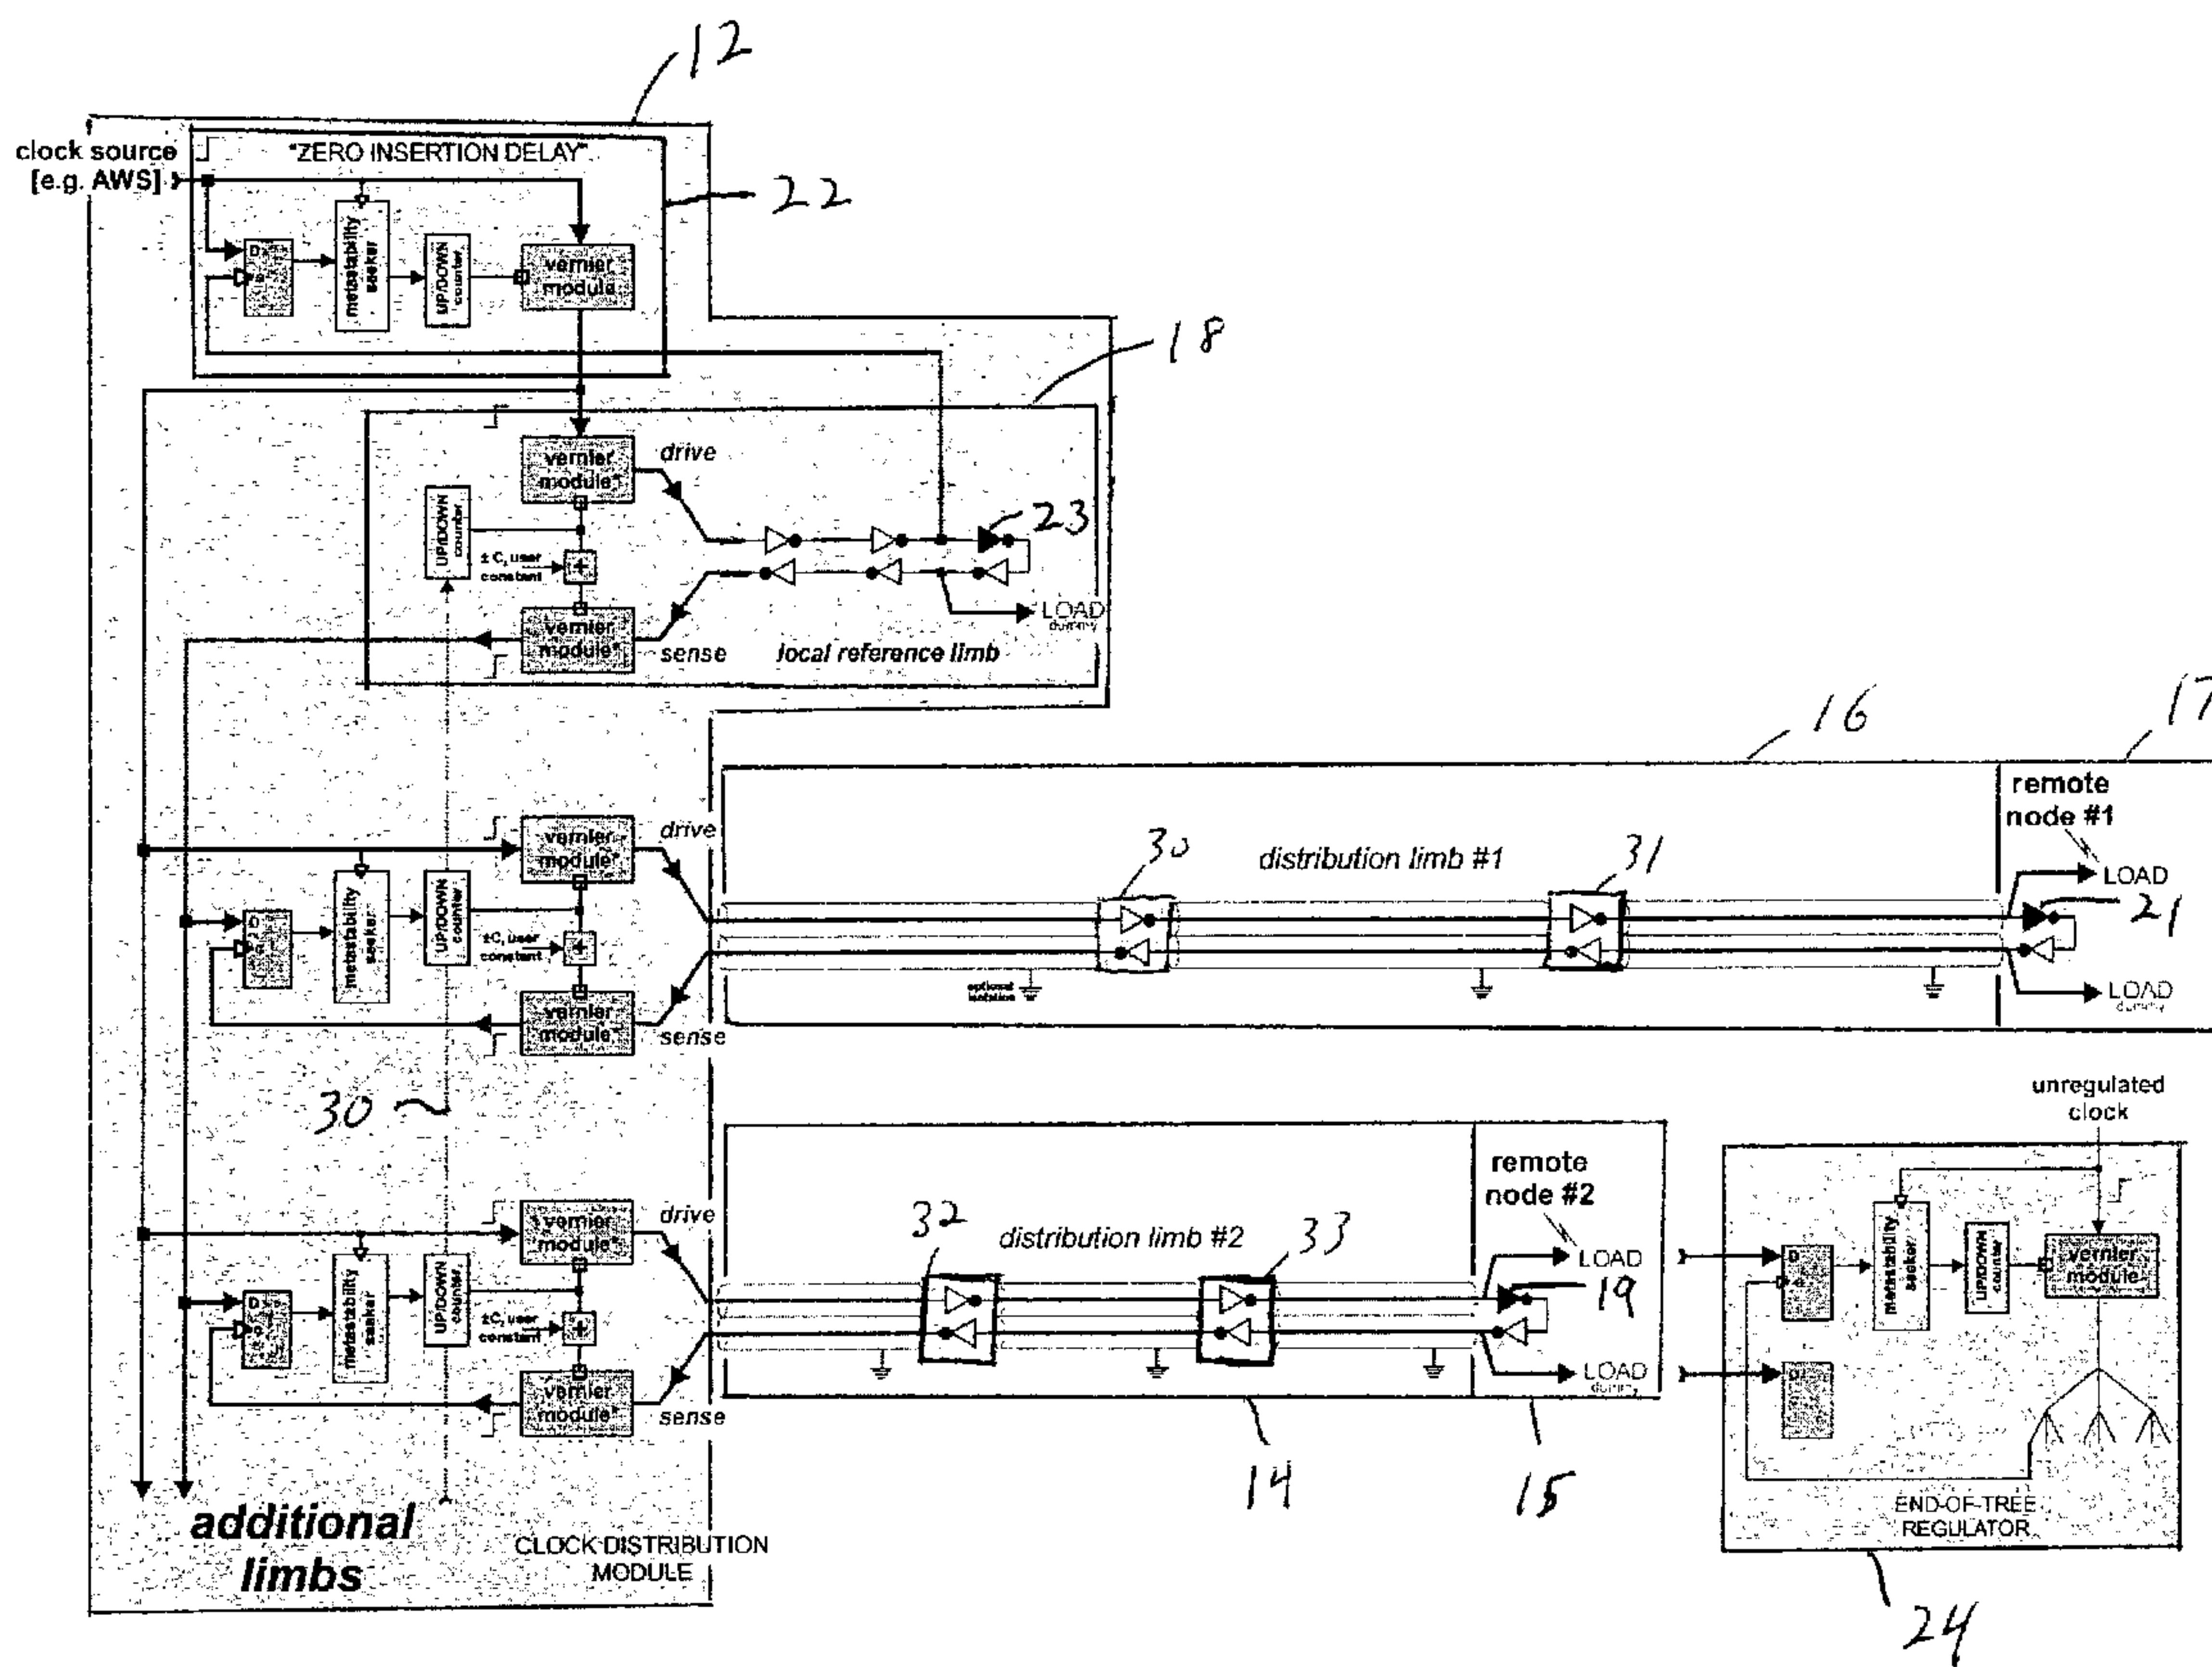 12
clock source
[e.g. AWS]
"ZERO INSERTION DELAY"
22
D
metastability
seeker
UP/DOWN
counter
vernier
module
18
vernier
module*
drive
UP/DOWN
counter
± C, user
constant
+
23
LOAD
dummy
vernier
module*
sense
local reference limb
16
17
remote
node #1
vernier
module*
drive
30
distribution limb #1
31
LOAD
21
D
metastability
seeker
UP/DOWN
counter
±C, user
constant
+
optional
isolation
LOAD
dummy
vernier
module*
sense
30
unregulated
clock
remote
node #2
vernier
module*
drive
32
distribution limb #2
33
LOAD
19
D
metastability
seeker
UP/DOWN
counter
±C, user
constant
+
LOAD
dummy
vernier
module*
sense
D
metastability
seeker
UP/DOWN
counter
vernier
module
D
14
15
additional
limbs
CLOCK DISTRIBUTION
MODULE
END-OF-TREE
REGULATOR
24